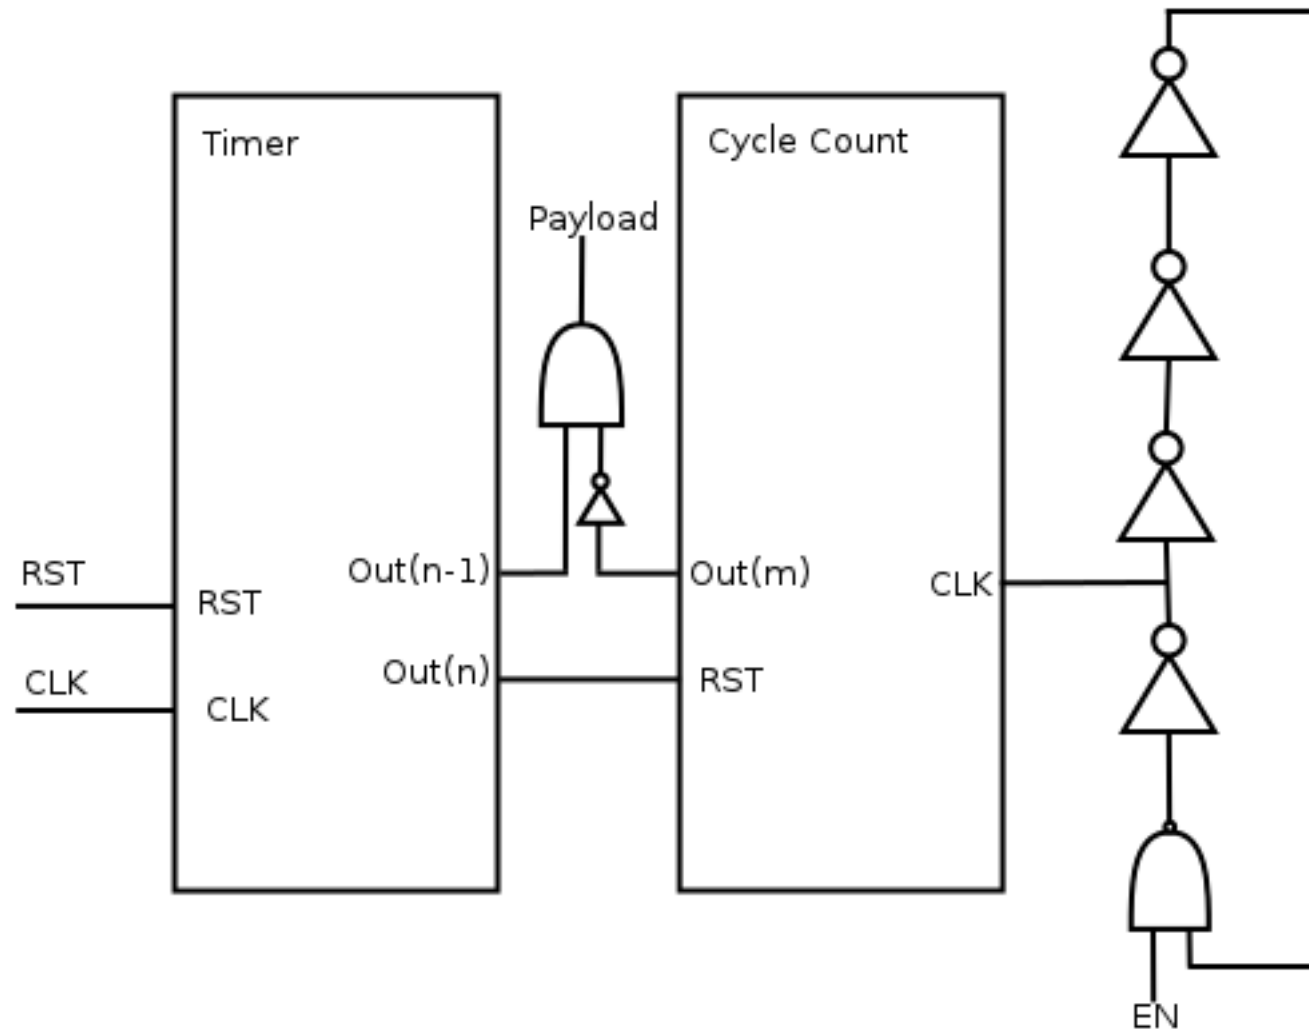 Timer
Cycle Count
Payload
RST
RST
CLK
CLK
Out(n-1)
Out(n)
Out(m)
RST
CLK
EN